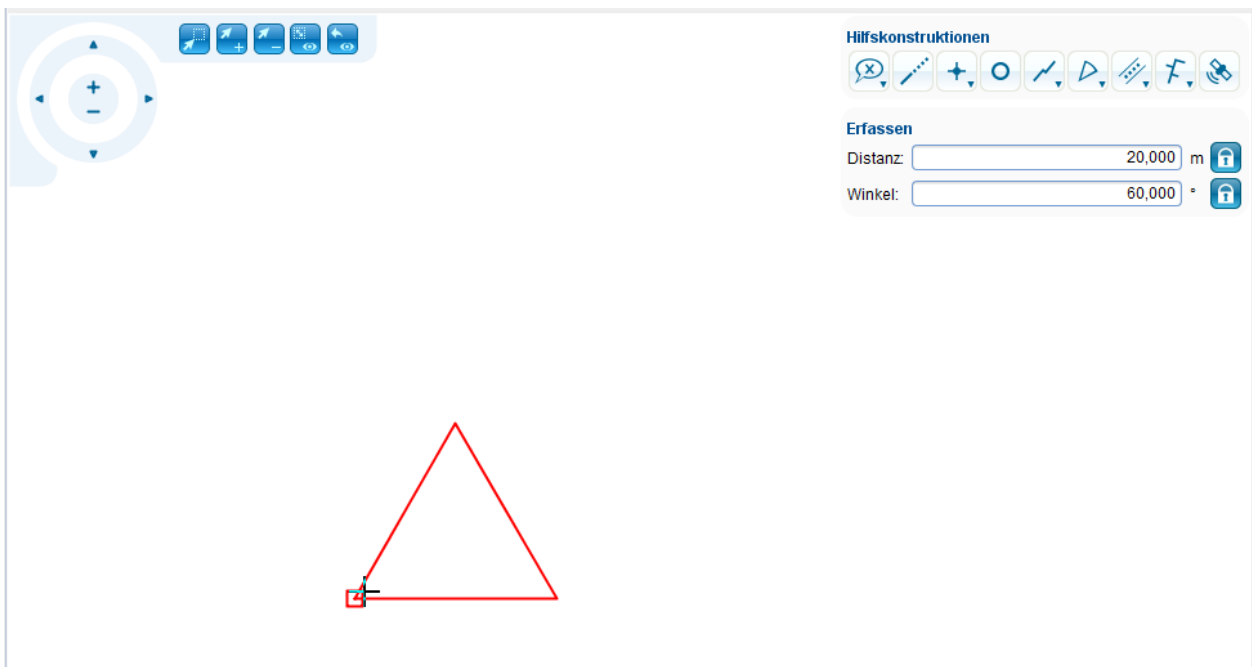 Hilfskonstruktionen
Erfassen
Distanz: 20,000 m
Winkel: 60,000 °